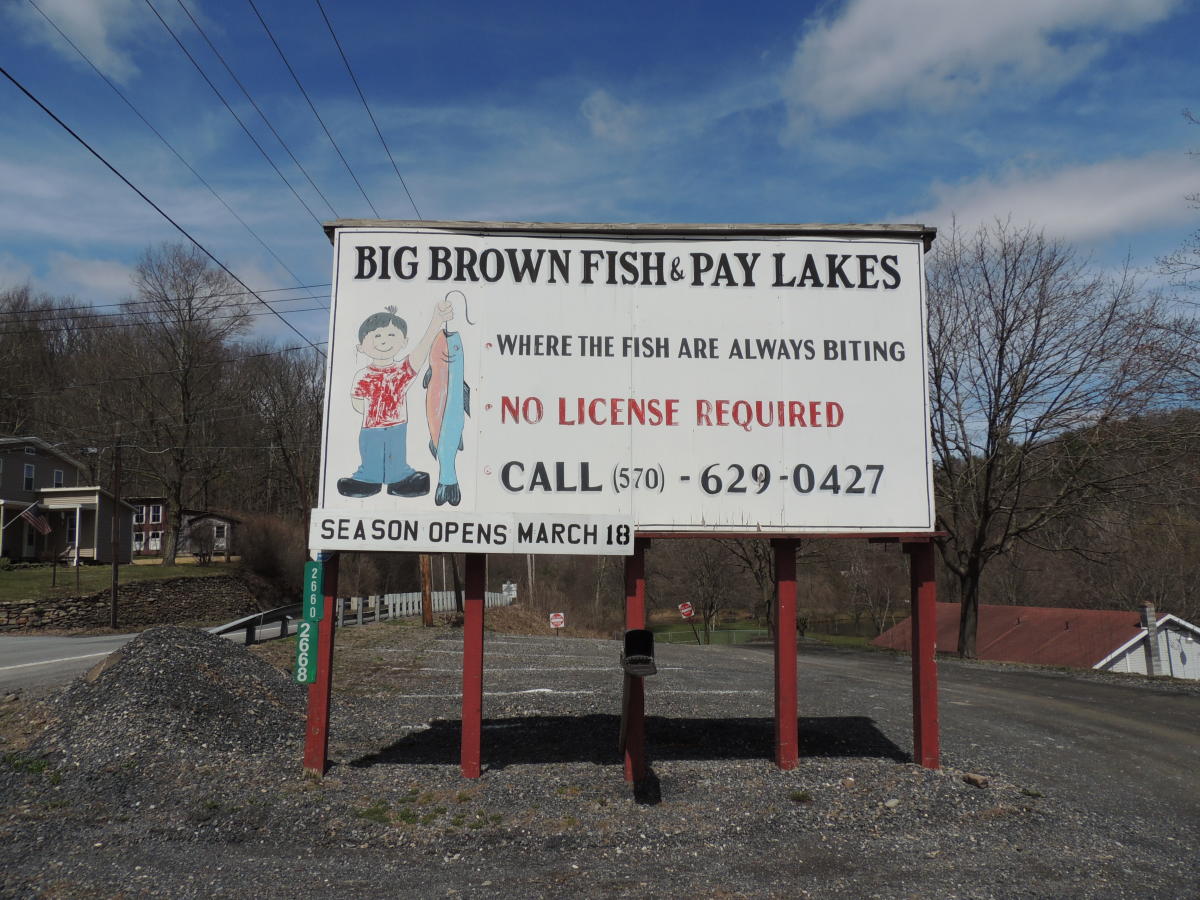 BIG BROWN FISH & PAY LAKES
• WHERE THE FISH ARE ALWAYS BITING
• NO LICENSE REQUIRED
• CALL (570) - 629-0427
SEASON OPENS MARCH 18
2660
2668